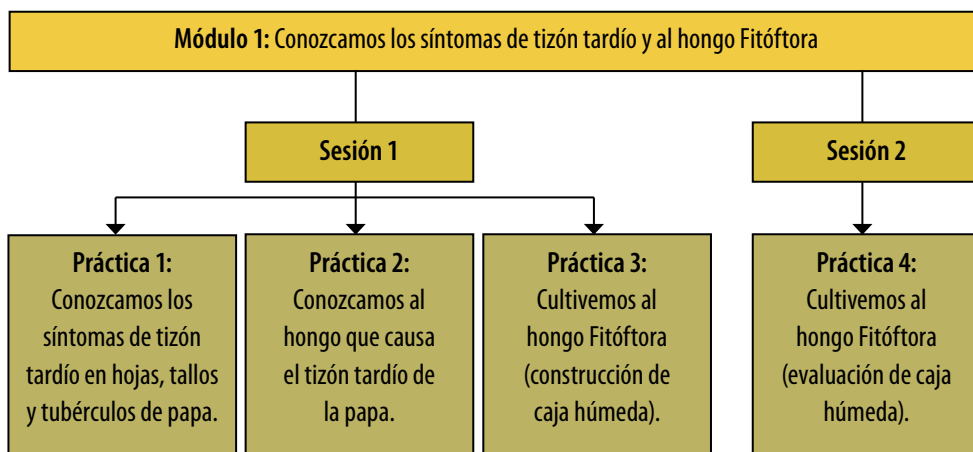 Módulo 1: Conozcamos los síntomas de tizón tardío y al hongo Fitóftora
Sesión 1
Sesión 2
Práctica 1:
Conozcamos los
síntomas de tizón
tardío en hojas, tallos
y tubérculos de papa.
Práctica 2:
Conozcamos al
hongo que causa
el tizón tardío de
la papa.
Práctica 3:
Cultivemos al
hongo Fitóftora
(construcción de
caja húmeda).
Práctica 4:
Cultivemos al
hongo Fitóftora
(evaluación de caja
húmeda).